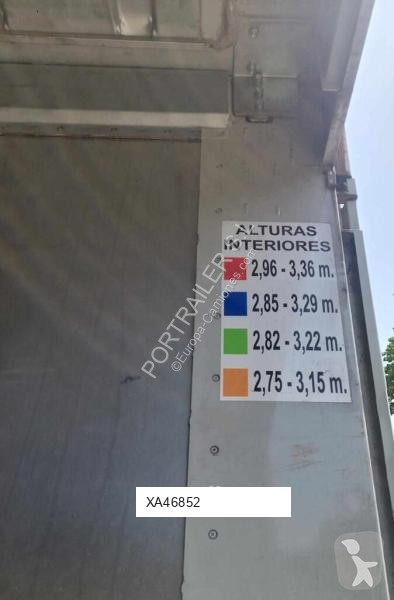 ALTURAS
INTERIORES
2,96 - 3,36 m.
2,85 - 3,29 m.
2,82 - 3,22 m.
2,75 - 3,15 m.
©Europa-Camiones.com
XA46852